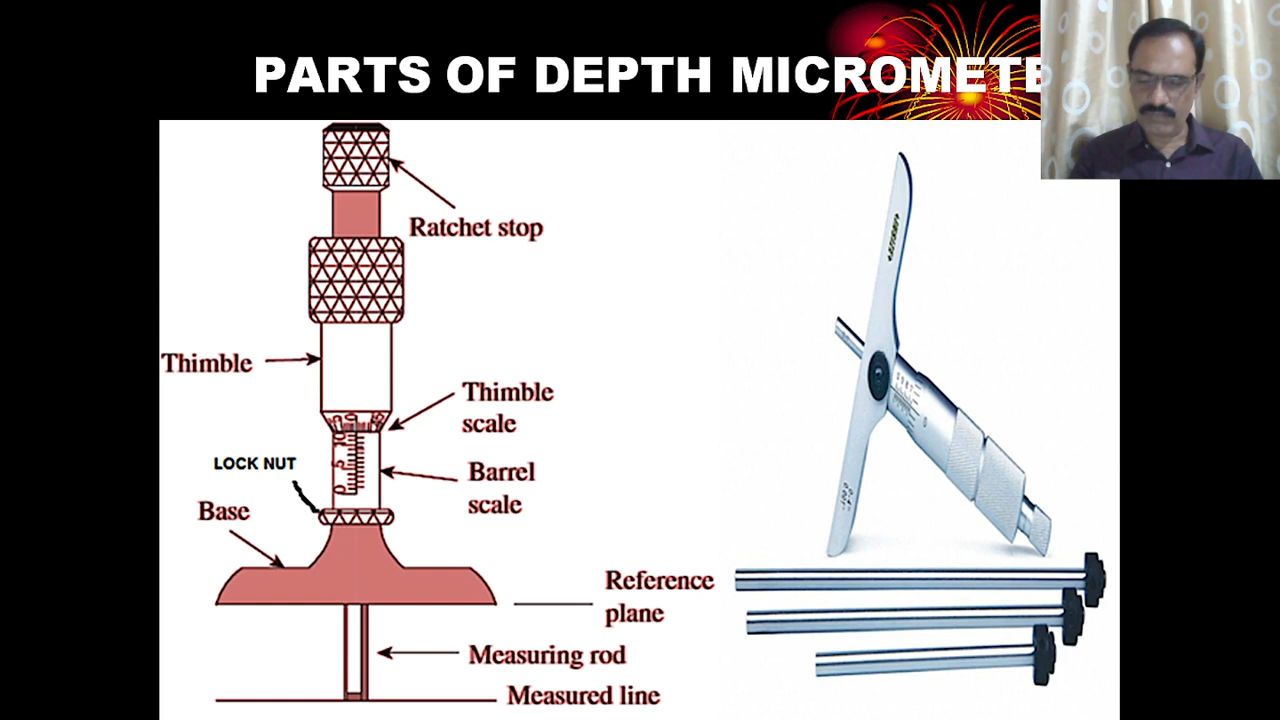 PARTS OF DEPTH MICROMETE
Ratchet stop
Thimble
Thimble
scale
LOCK NUT
Barrel
scale
Base
Reference
plane
Measuring rod
Measured line